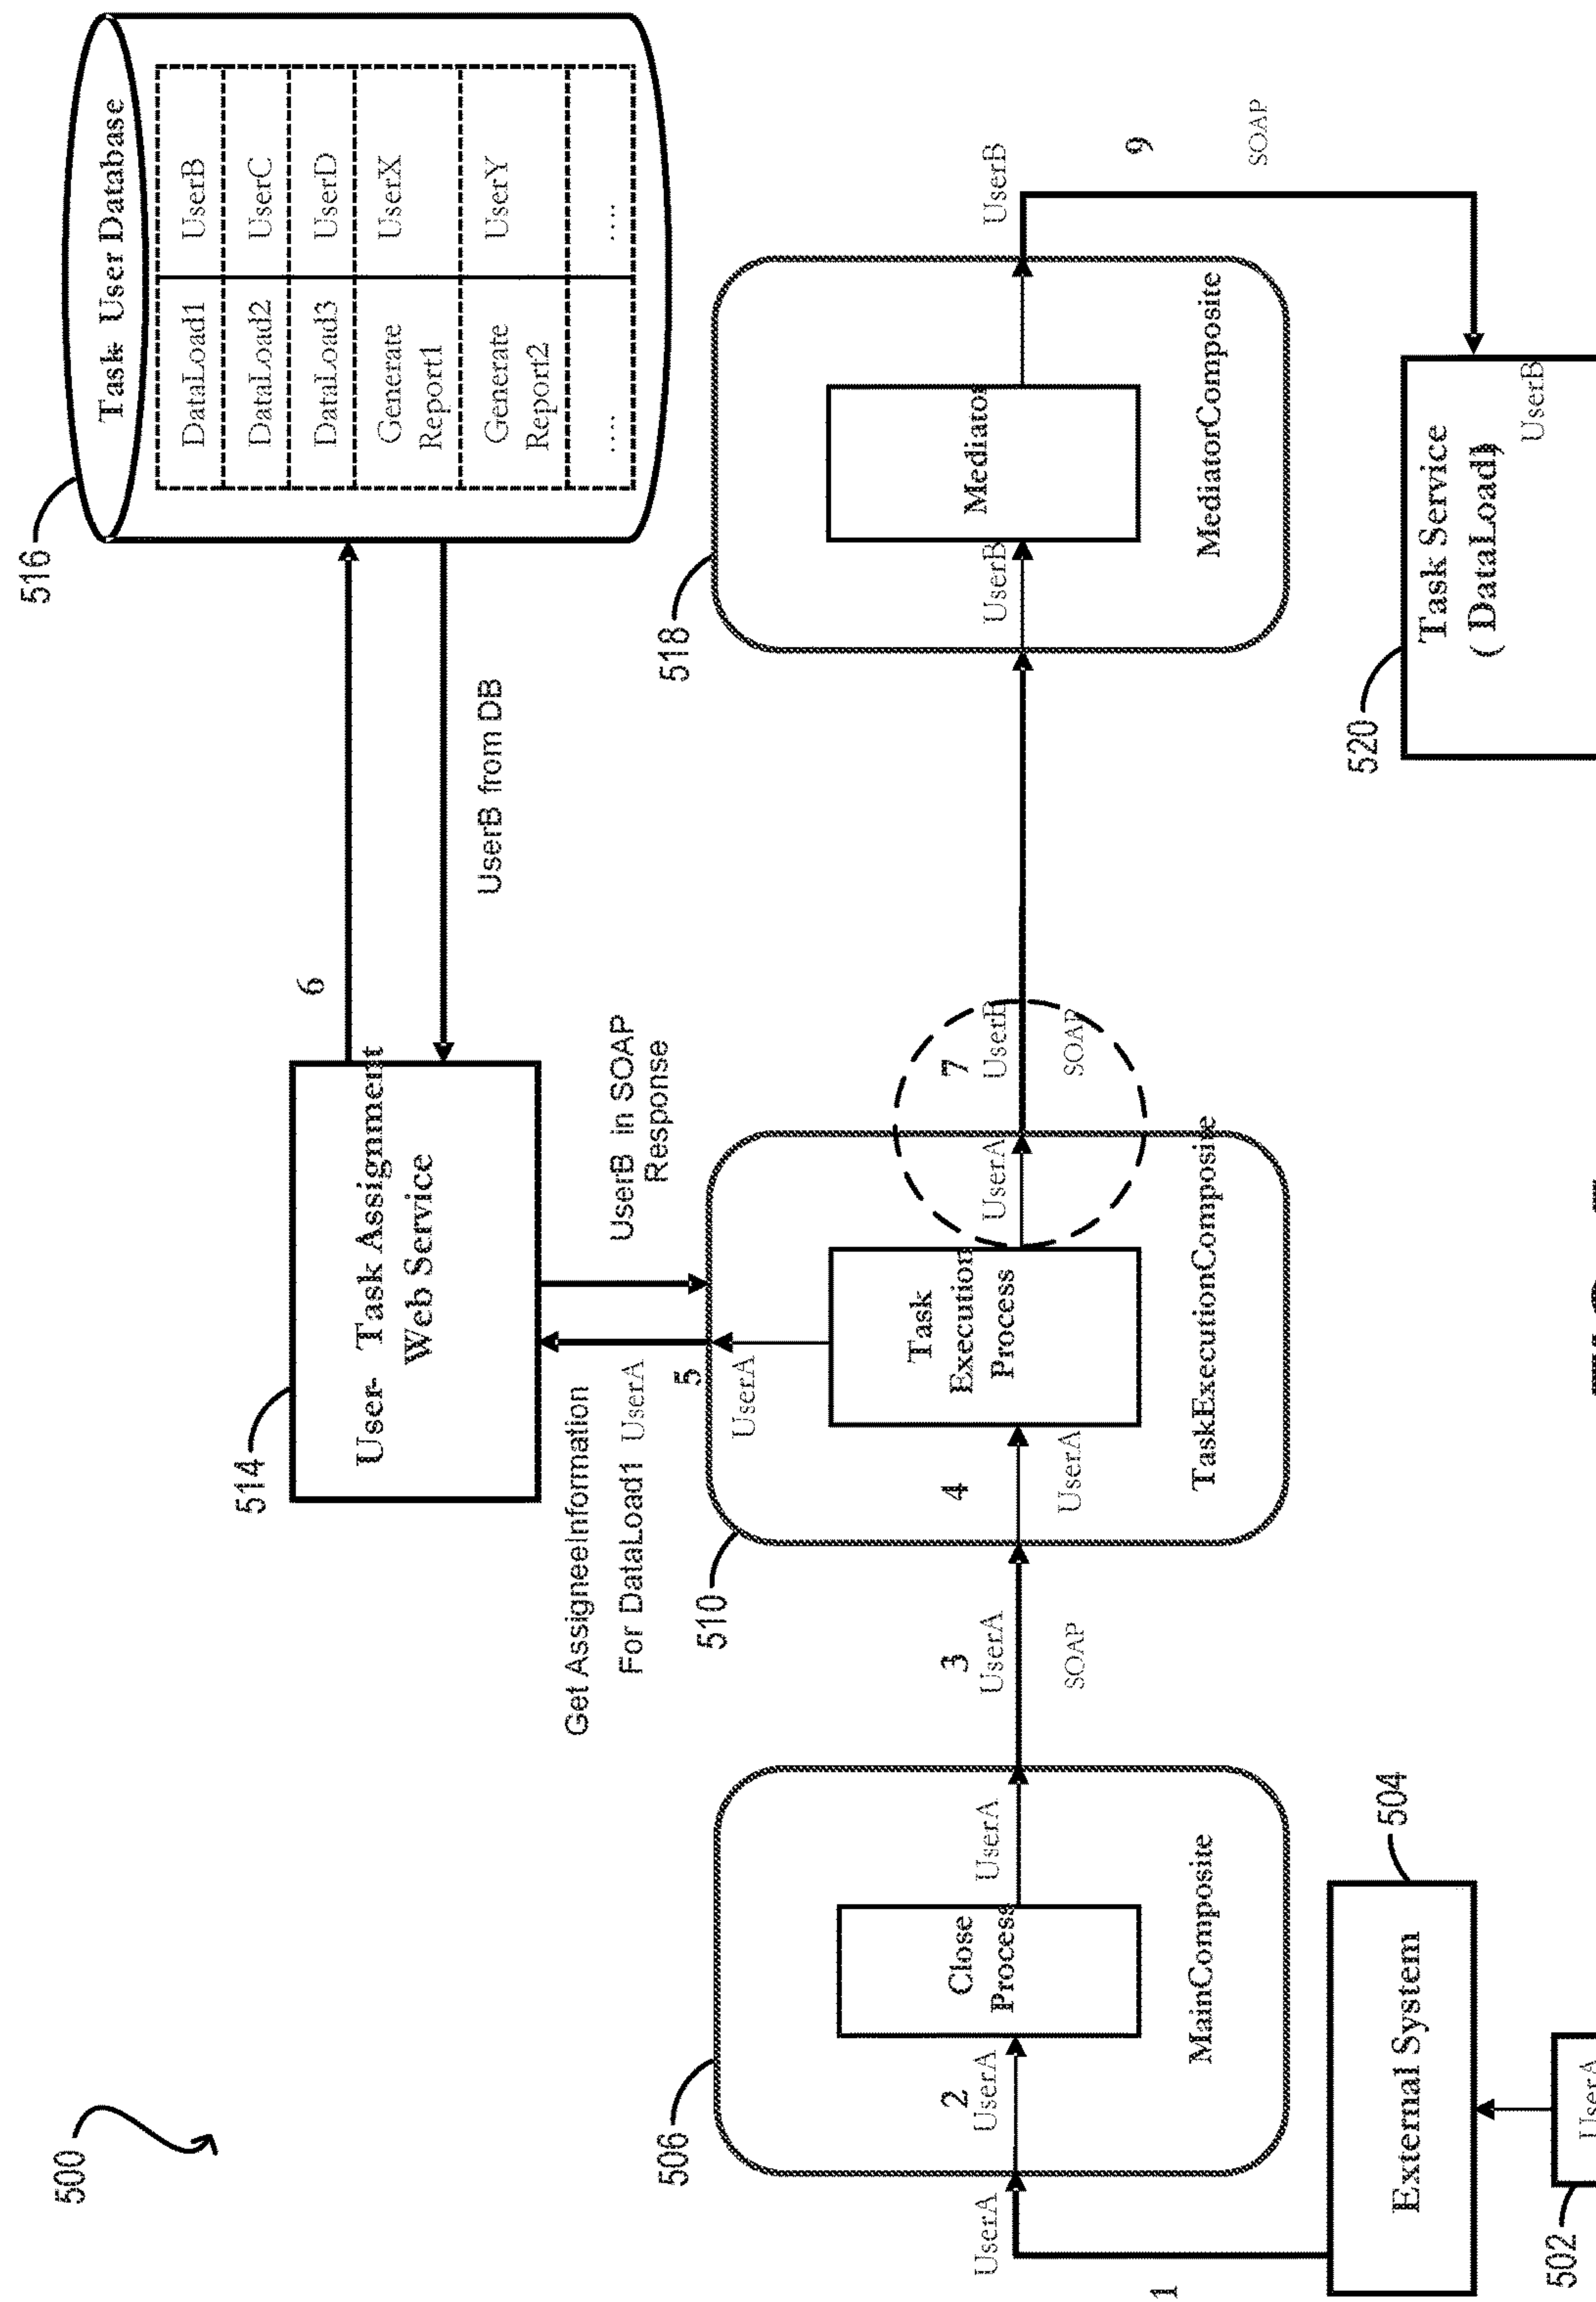 500
516
Task User Database
DataLoad1 UserB
DataLoad2 UserC
DataLoad3 UserD
Generate
Report1
UserX
Generate
Report2
UserY
.... ....
6
UserB from DB
514
User- Task Assignment
Web Service
Get AssigneeInformation
For DataLoad1 UserA
UserB in SOAP
Response
5
UserA
506
UserA
1
2
UserA
Close
Process
UserA
MainComposite
3
UserA
SOAP
510
4
UserA
Task
Execution
Process
UserA
TaskExecutionComposite
7
UserB
SOAP
518
UserB
Mediator
MediatorComposite
UserB
9
SOAP
504
External System
502
UserA
520
Task Service
( DataLoad)
UserB